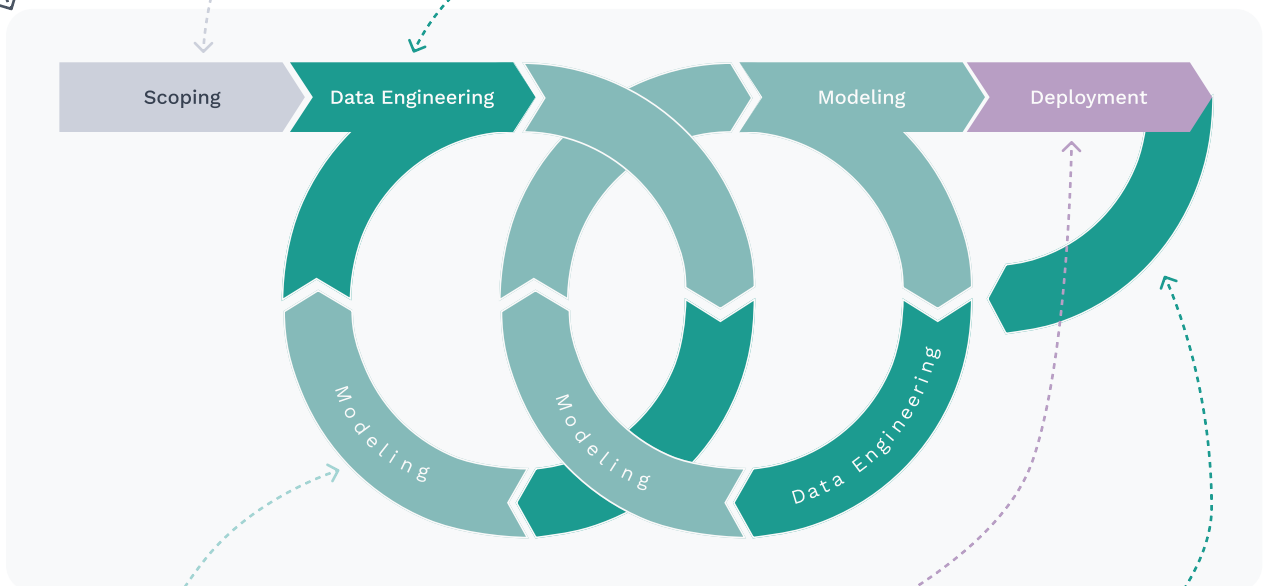 Scoping
Data Engineering
Modeling
Deployment
Modeling
Modeling
Data Engineering